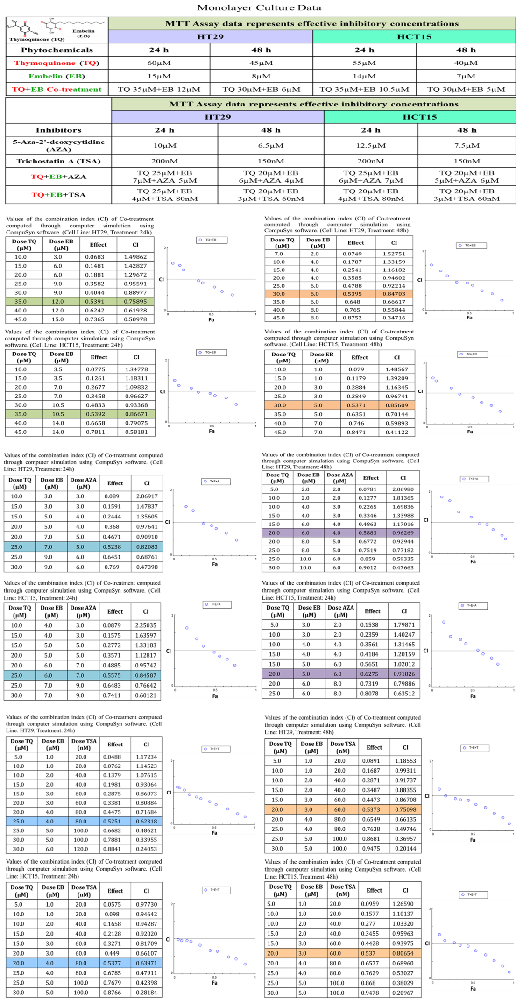 Monolayer Culture Data
H₃C
H₃C
CH₃
O
O
Thymoquinone (TQ)
OH
O
O
OH
Embelin
(EB)
MTT Assay data represents effective inhibitory concentrations
HT29 HCT15
Phytochemicals 24 h 48 h 24 h 48 h
Thymoquinone (TQ) 60µM 45µM 55µM 40µM
Embelin (EB) 15µM 8µM 14µM 7µM
TQ+EB Co-treatment TQ 35µM+EB 12µM TQ 30µM+EB 6µM TQ 35µM+EB 10.5µM TQ 30µM+EB 5µM
MTT Assay data represents effective inhibitory concentrations
HT29 HCT15
Inhibitors 24 h 48 h 24 h 48 h
5-Aza-2'-deoxycytidine
(AZA) 10µM 6.5µM 12.5µM 7.5µM
Trichostatin A (TSA) 200nM 150nM 200nM 150nM
TQ+EB+AZA TQ 25µM+EB TQ 20µM+EB TQ 25µM+EB TQ 20µM+EB
7µM+AZA 5µM 6µM+AZA 4µM 6µM+AZA 7µM 5µM+AZA 6µM
TQ+EB+TSA TQ 25µM+EB TQ 20µM+EB TQ 20µM+EB TQ 20µM+EB
4µM+TSA 80nM 3µM+TSA 60nM 4µM+TSA 80nM 3µM+TSA 60nM
Values of the combination index (CI) of Co-treatment
computed through computer simulation using
CompuSyn software. (Cell Line: HT29, Treatment: 24h)
Dose TQ Dose EB Effect CI
(µM) (µM)
10.0 3.0 0.0683 1.49862
15.0 6.0 0.1481 1.42827
20.0 6.0 0.1881 1.29672
25.0 9.0 0.3582 0.95591
30.0 9.0 0.4044 0.88977
35.0 12.0 0.5391 0.75895
40.0 12.0 0.6242 0.61928
45.0 15.0 0.7365 0.50978
TQ+EB
2
CI
0
0.5
1
Fa
Values of the combination index (CI) of Co-treatment
computed through computer simulation using
CompuSyn software. (Cell Line: HT29, Treatment: 48h)
Dose TQ Dose EB Effect CI
(µM) (µM)
7.0 2.0 0.0749 1.52751
10.0 4.0 0.1787 1.33159
15.0 4.0 0.2541 1.16182
20.0 4.0 0.3585 0.94602
25.0 6.0 0.4788 0.92214
30.0 6.0 0.5395 0.84703
35.0 6.0 0.648 0.66617
40.0 8.0 0.765 0.55844
45.0 8.0 0.8752 0.34716
TQ+EB
2
CI
0
0 0.5 1
Fa
Values of the combination index (CI) of Co-treatment
computed through computer simulation using CompuSyn
software. (Cell Line: HCT15, Treatment: 24h)
Dose TQ Dose EB Effect CI
(µM) (µM)
10.0 3.5 0.0775 1.34778
15.0 3.5 0.1261 1.18311
20.0 7.0 0.2677 1.09832
25.0 7.0 0.3458 0.96627
30.0 10.5 0.4833 0.93368
35.0 10.5 0.5392 0.86671
40.0 14.0 0.6658 0.79075
45.0 14.0 0.7811 0.58181
TQ+EB
2
CI
0
0 0.5 1
Fa
Values of the combination index (CI) of Co-treatment
computed through computer simulation using CompuSyn
software. (Cell Line: HCT15, Treatment: 48h)
Dose TQ Dose EB Effect CI
(µM) (µM)
10.0 1.0 0.079 1.48567
15.0 1.0 0.1179 1.39209
20.0 3.0 0.2884 1.16345
25.0 3.0 0.3849 0.96741
30.0 5.0 0.5371 0.85609
35.0 5.0 0.6351 0.70144
40.0 7.0 0.746 0.59893
45.0 7.0 0.8471 0.41122
TQ+EB
2
CI
0
0 0.5 1
Fa
Values of the combination index (CI) of Co-treatment computed
through computer simulation using CompuSyn software. (Cell
Line: HT29, Treatment: 24h)
Dose TQ Dose EB Dose AZA Effect CI
(µM) (µM) (µM)
10.0 3.0 3.0 0.089 2.06917
15.0 3.0 3.0 0.1591 1.47837
15.0 5.0 4.0 0.2444 1.35605
20.0 5.0 4.0 0.368 0.97641
20.0 7.0 5.0 0.4671 0.90910
25.0 7.0 5.0 0.5238 0.82083
25.0 9.0 6.0 0.6451 0.68761
30.0 9.0 6.0 0.769 0.47398
T+E+A
2
CI
0
0 0.5 1
Fa
Values of the combination index (CI) of Co-treatment computed
through computer simulation using CompuSyn software. (Cell
Line: HT29, Treatment: 48h)
Dose TQ Dose EB Dose AZA Effect CI
(µM) (µM) (µM)
5.0 2.0 2.0 0.0781 2.06980
10.0 2.0 2.0 0.1277 1.81365
10.0 4.0 3.0 0.2265 1.69836
15.0 4.0 3.0 0.3346 1.33988
15.0 6.0 4.0 0.4863 1.17016
20.0 6.0 4.0 0.5883 0.96269
20.0 8.0 5.0 0.6772 0.92944
25.0 8.0 5.0 0.7519 0.77182
25.0 10.0 6.0 0.859 0.59335
30.0 10.0 6.0 0.9012 0.47663
T+E+A
2
CI
0
0 0.5 1
Fa
Values of the combination index (CI) of Co-treatment computed
through computer simulation using CompuSyn software. (Cell
Line: HCT15, Treatment: 24h)
Dose TQ Dose EB Dose AZA Effect CI
(µM) (µM) (µM)
10.0 4.0 3.0 0.0879 2.25035
15.0 4.0 3.0 0.1575 1.63597
15.0 5.0 5.0 0.2772 1.33183
20.0 5.0 5.0 0.3571 1.12817
20.0 6.0 7.0 0.4885 0.95742
25.0 6.0 7.0 0.5575 0.84587
25.0 7.0 9.0 0.6483 0.76642
30.0 7.0 9.0 0.7411 0.60121
T+E+A
2
CI
0
0 0.5 1
Fa
Values of the combination index (CI) of Co-treatment computed
through computer simulation using CompuSyn software. (Cell
Line: HCT15, Treatment: 24h)
Dose TQ Dose EB Dose AZA Effect CI
(µM) (µM) (µM)
5.0 3.0 2.0 0.1538 1.79871
10.0 3.0 2.0 0.2359 1.40247
10.0 4.0 4.0 0.3561 1.31465
15.0 4.0 4.0 0.4184 1.20159
15.0 5.0 6.0 0.5651 1.02012
20.0 5.0 6.0 0.6275 0.91826
20.0 6.0 8.0 0.7319 0.79886
25.0 6.0 8.0 0.8078 0.63512
T+E+A
2
CI
0
0 0.5 1
Fa
Values of the combination index (CI) of Co-treatment computed
through computer simulation using CompuSyn software. (Cell
Line: HT29, Treatment: 24h)
Dose TQ Dose EB Dose TSA Effect CI
(µM) (µM) (nM)
5.0 1.0 20.0 0.0488 1.17234
10.0 1.0 20.0 0.0762 1.14523
10.0 2.0 40.0 0.1379 1.07615
15.0 2.0 40.0 0.1981 0.93064
15.0 3.0 60.0 0.2875 0.86073
20.0 3.0 60.0 0.3381 0.80884
20.0 4.0 80.0 0.4475 0.71684
25.0 4.0 80.0 0.5251 0.62318
25.0 5.0 100.0 0.6682 0.48621
30.0 5.0 100.0 0.7881 0.33955
30.0 6.0 120.0 0.8841 0.24053
T+E+T
2
CI
0
0 0.5 1
Fa
Values of the combination index (CI) of Co-treatment computed
through computer simulation using CompuSyn software. (Cell
Line: HT29, Treatment: 48h)
Dose TQ Dose EB Dose TSA Effect CI
(µM) (µM) (nM)
5.0 1.0 20.0 0.0891 1.18553
10.0 1.0 20.0 0.1687 0.99311
10.0 2.0 40.0 0.2871 0.91737
15.0 2.0 40.0 0.3487 0.88355
15.0 3.0 60.0 0.4473 0.86708
20.0 3.0 60.0 0.5373 0.75098
20.0 4.0 80.0 0.6549 0.66135
25.0 4.0 80.0 0.7638 0.49746
25.0 5.0 100.0 0.8681 0.36957
30.0 5.0 100.0 0.9475 0.20144
T+E+T
2
CI
0
0 0.5 1
Fa
Values of the combination index (CI) of Co-treatment computed
through computer simulation using CompuSyn software. (Cell
Line: HCT15, Treatment: 24h)
Dose TQ Dose EB Dose TSA Effect CI
(µM) (µM) (nM)
5.0 1.0 20.0 0.0575 0.97730
10.0 1.0 20.0 0.098 0.94642
10.0 2.0 40.0 0.1658 0.94287
15.0 2.0 40.0 0.2128 0.92020
15.0 3.0 60.0 0.3271 0.81709
20.0 3.0 60.0 0.449 0.66107
20.0 4.0 80.0 0.5377 0.63971
25.0 4.0 80.0 0.6785 0.47911
25.0 5.0 100.0 0.7679 0.42398
30.0 5.0 100.0 0.8766 0.28184
T+E+T
2
CI
0
0 0.5 1
Fa
Values of the combination index (CI) of Co-treatment computed
through computer simulation using CompuSyn software. (Cell
Line: HCT15, Treatment: 48h)
Dose TQ Dose EB Dose TSA Effect CI
(µM) (µM) (nM)
5.0 1.0 20.0 0.0959 1.26590
10.0 1.0 20.0 0.1577 1.10137
10.0 2.0 40.0 0.277 1.03320
15.0 2.0 40.0 0.3455 0.95963
15.0 3.0 60.0 0.4428 0.93975
20.0 3.0 60.0 0.537 0.80654
20.0 4.0 80.0 0.6577 0.68960
25.0 4.0 80.0 0.7629 0.53027
25.0 5.0 100.0 0.868 0.38029
30.0 5.0 100.0 0.9478 0.20967
T+E+T
2
CI
0
0 0.5 1
Fa